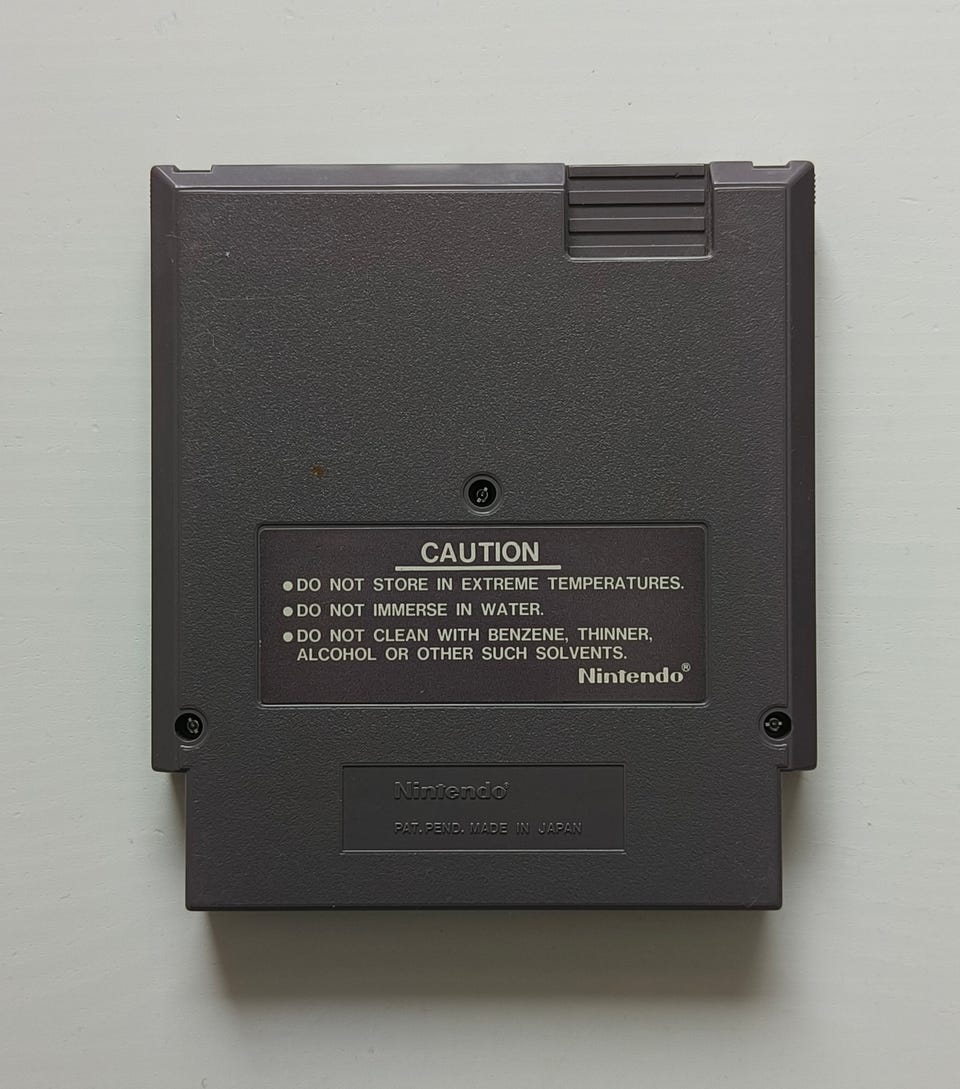 CAUTION
●DO NOT STORE IN EXTREME TEMPERATURES.
●DO NOT IMMERSE IN WATER.
●DO NOT CLEAN WITH BENZENE, THINNER,
ALCOHOL OR OTHER SUCH SOLVENTS.
Nintendo®
Nintendo®
PAT. PEND. MADE IN JAPAN